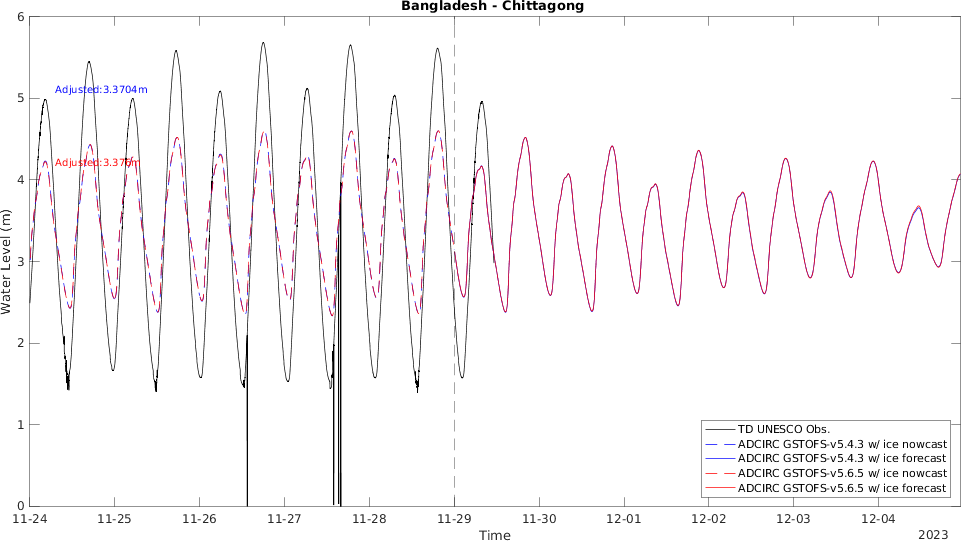 Bangladesh - Chittagong
6
5
4
3
2
1
0
Water Level (m)
Adjusted:3.3704m
Adjusted:3.376m
TD UNESCO Obs.
ADCIRC GSTOFS-v5.4.3 w/ ice nowcast
ADCIRC GSTOFS-v5.4.3 w/ ice forecast
ADCIRC GSTOFS-v5.6.5 w/ ice nowcast
ADCIRC GSTOFS-v5.6.5 w/ ice forecast
11-24 11-25 11-26 11-27 11-28 11-29 11-30 12-01 12-02 12-03 12-04
Time
2023